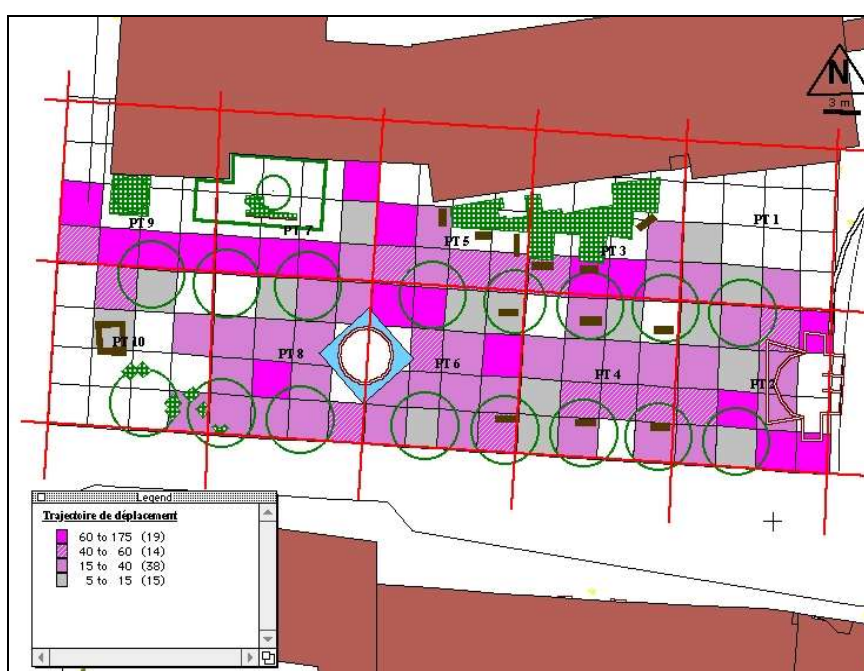 N
3 m
PT 1
PT 9
PT 7
PT 5
PT 3
PT 10
PT 8
PT 6
PT 4
PT 2
Legend
Trajectoire de déplacement
60 to 175 (19)
40 to 60 (14)
15 to 40 (38)
5 to 15 (15)